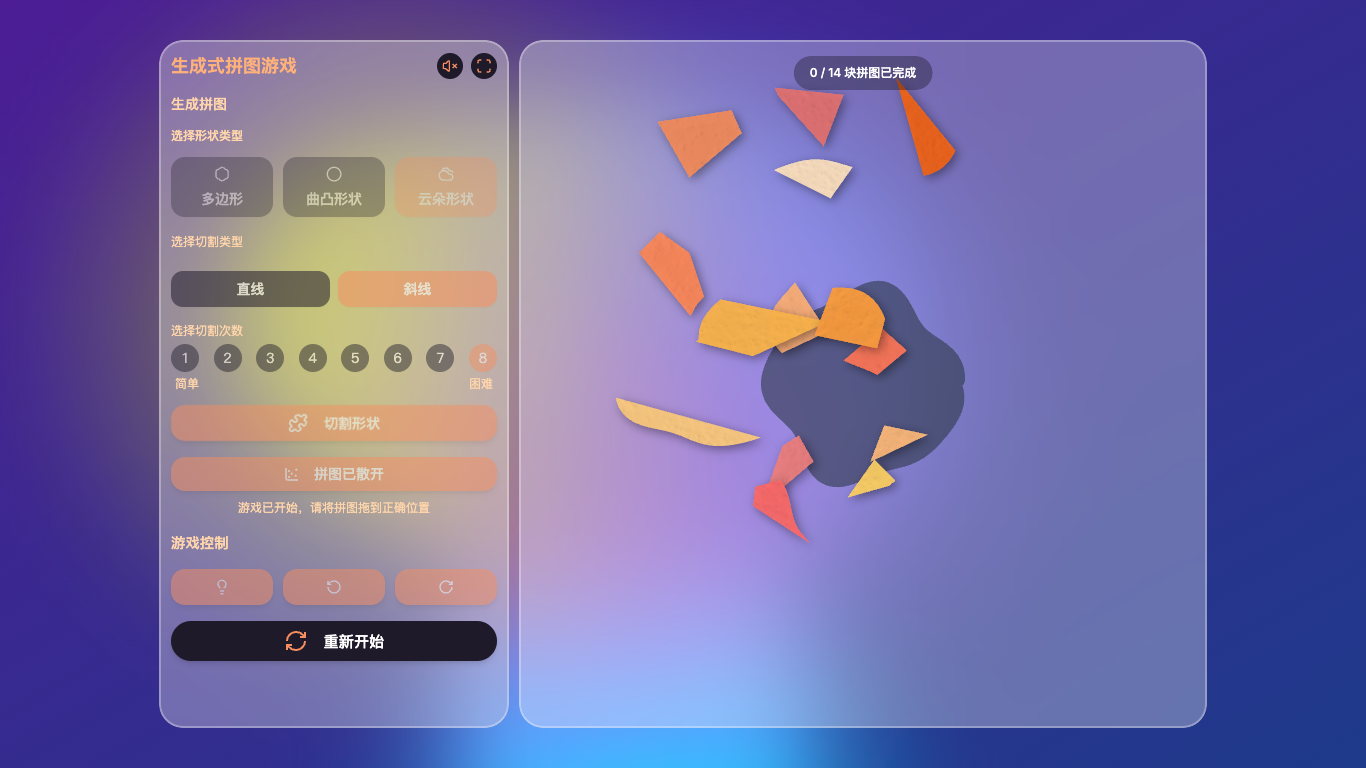 生成式拼图游戏
生成拼图
选择形状类型
多边形
曲凸形状
云朵形状
选择切割类型
直线
斜线
选择切割次数
1 2 3 4 5 6 7 8
简单 困难
切割形状
拼图已散开
游戏已开始，请将拼图拖到正确位置
游戏控制
重新开始
0 / 14 块拼图已完成